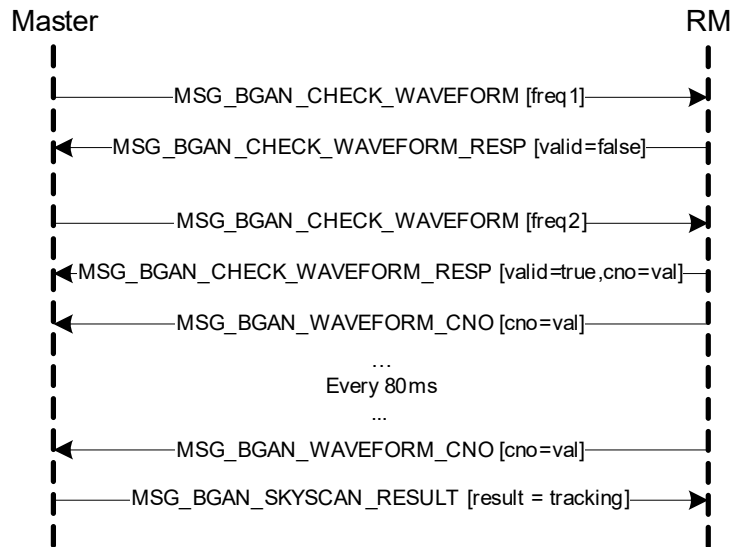 Master RM
MSG_BGAN_CHECK_WAVEFORM [freq1]
MSG_BGAN_CHECK_WAVEFORM_RESP [valid=false]
MSG_BGAN_CHECK_WAVEFORM [freq2]
MSG_BGAN_CHECK_WAVEFORM_RESP [valid=true,cno=val]
MSG_BGAN_WAVEFORM_CNO [cno=val]
...
Every 80ms
...
MSG_BGAN_WAVEFORM_CNO [cno=val]
MSG_BGAN_SKYSCAN_RESULT [result = tracking]